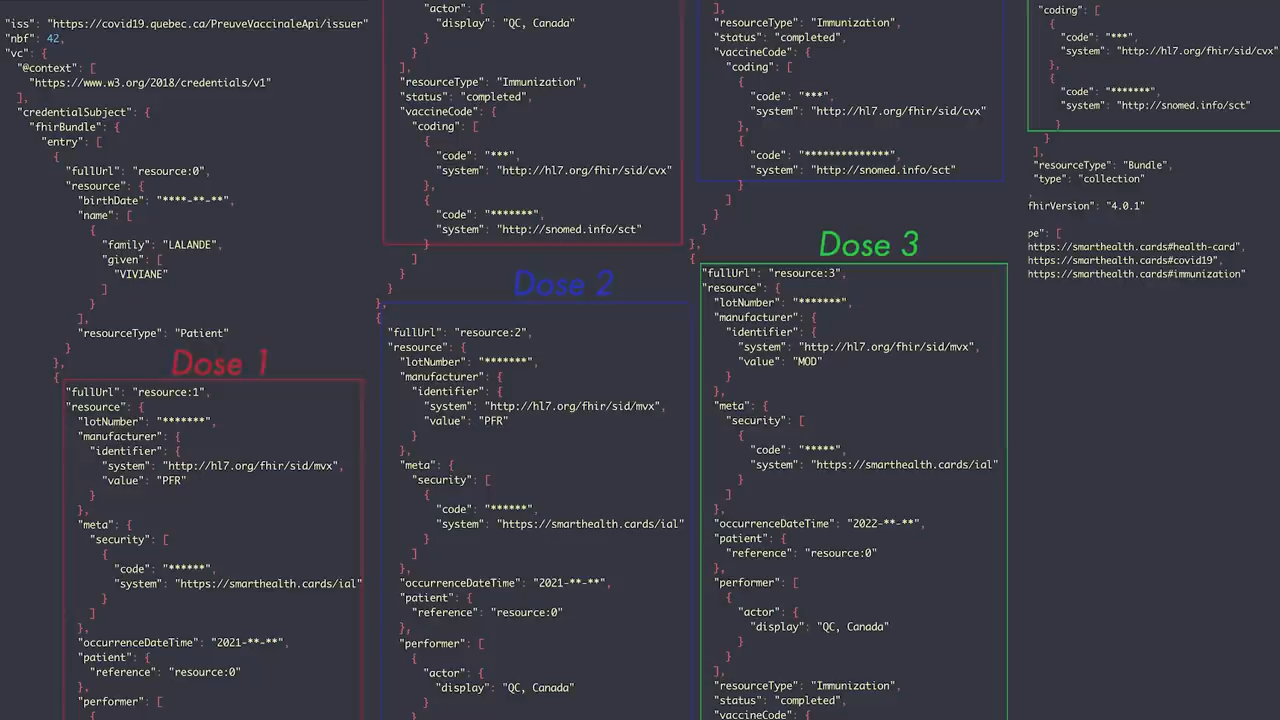 "iss": "https://covid19.quebec.ca/PreuveVaccinaleApi/issuer"
"nbf": 42,
"vc": {
"@context": [
"https://www.w3.org/2018/credentials/v1"
],
"credentialSubject": {
"fhirBundle": {
"entry": [
{
"fullUrl": "resource:0",
"resource": {
"birthDate": "****-**-**",
"name": [
{
"family": "LALANDE",
"given": [
"VIVIANE"
]
}
],
"resourceType": "Patient"
}
},
Dose 1
{
"fullUrl": "resource:1",
"resource": {
"lotNumber": "*******",
"manufacturer": {
"identifier": {
"system": "http://hl7.org/fhir/sid/mvx",
"value": "PFR"
}
},
"meta": {
"security": [
{
"code": "******",
"system": "https://smarthealth.cards/ial"
}
]
},
"occurrenceDateTime": "2021-**-**",
"patient": {
"reference": "resource:0"
},
"performer": [
{
"actor": {
"display": "QC, Canada"
}
}
],
"resourceType": "Immunization",
"status": "completed",
"vaccineCode": {
"coding": [
{
"code": "***",
"system": "http://hl7.org/fhir/sid/cvx"
},
{
"code": "*******",
"system": "http://snomed.info/sct"
}
]
}
}
},
Dose 2
{
"fullUrl": "resource:2",
"resource": {
"lotNumber": "*******",
"manufacturer": {
"identifier": {
"system": "http://hl7.org/fhir/sid/mvx",
"value": "PFR"
}
},
"meta": {
"security": [
{
"code": "******",
"system": "https://smarthealth.cards/ial"
}
]
},
"occurrenceDateTime": "2021-**-**",
"patient": {
"reference": "resource:0"
},
"performer": [
{
"actor": {
"display": "QC, Canada"
}
}
],
"resourceType": "Immunization",
"status": "completed",
"vaccineCode": {
"coding": [
{
"code": "***",
"system": "http://hl7.org/fhir/sid/cvx"
},
{
"code": "**************",
"system": "http://snomed.info/sct"
}
]
}
}
},
Dose 3
{
"fullUrl": "resource:3",
"resource": {
"lotNumber": "*******",
"manufacturer": {
"identifier": {
"system": "http://hl7.org/fhir/sid/mvx",
"value": "MOD"
}
},
"meta": {
"security": [
{
"code": "*****",
"system": "https://smarthealth.cards/ial"
}
]
},
"occurrenceDateTime": "2022-**-**",
"patient": {
"reference": "resource:0"
},
"performer": [
{
"actor": {
"display": "QC, Canada"
}
}
],
"resourceType": "Immunization",
"status": "completed",
"vaccineCode": {
"coding": [
{
"code": "***",
"system": "http://hl7.org/fhir/sid/cvx"
},
{
"code": "*******",
"system": "http://snomed.info/sct"
}
}
],
"resourceType": "Bundle",
"type": "collection"
,
fhirVersion": "4.0.1"
pe": [
https://smarthealth.cards#health-card",
https://smarthealth.cards#covid19",
https://smarthealth.cards#immunization"